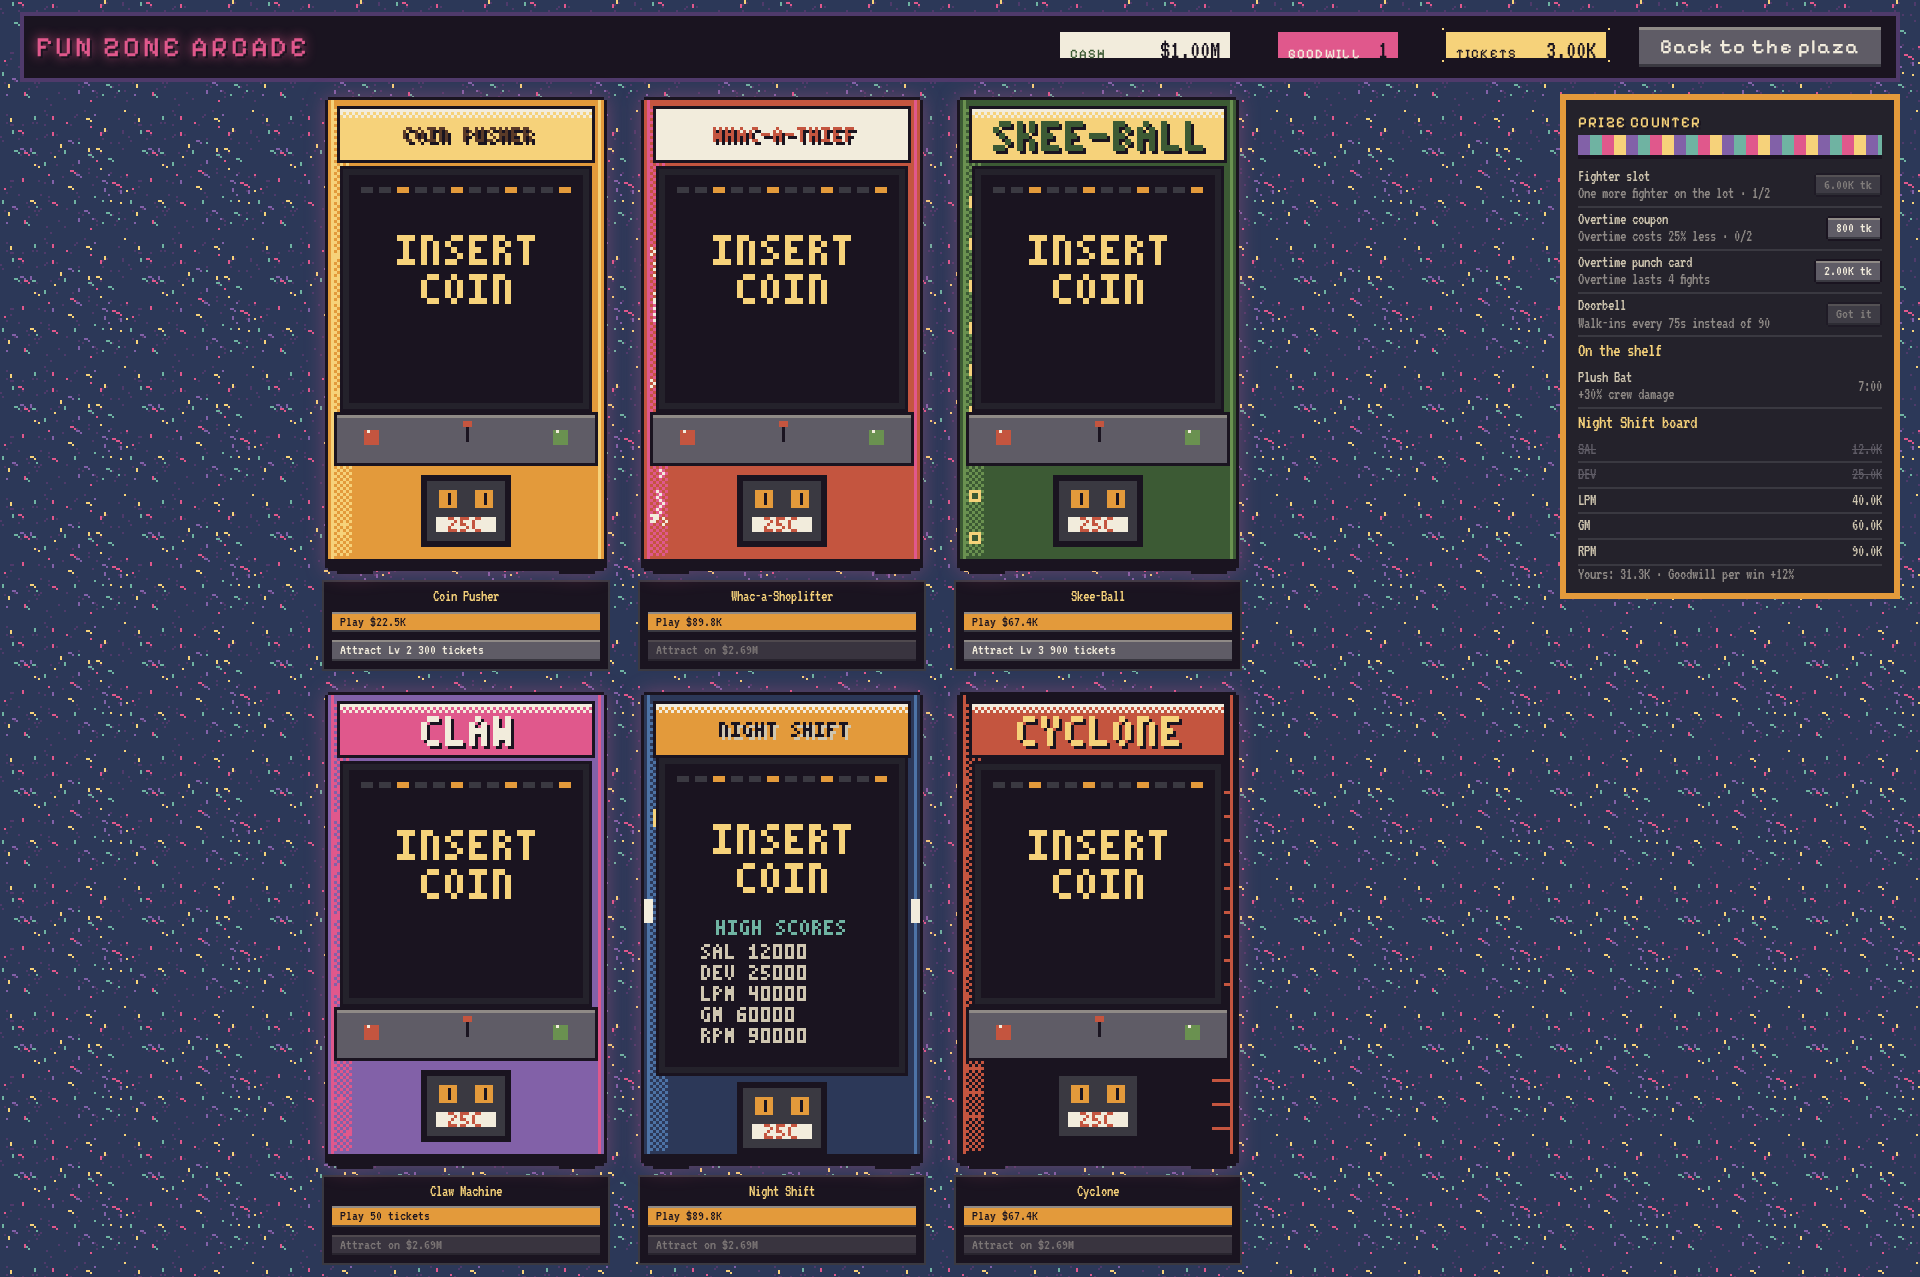 FUN ZONE ARCADE
CASH $1.00M
GOODWILL 1
TICKETS 3.00K
Back to the plaza
COIN PUSHER
INSERT
COIN
25C
Coin Pusher
Play $22.5K
Attract Lv 2 300 tickets
WHAC-A-THIEF
INSERT
COIN
25C
Whac-a-Shoplifter
Play $89.8K
Attract on $2.69M
SKEE-BALL
INSERT
COIN
25C
Skee-Ball
Play $67.4K
Attract Lv 3 900 tickets
CLAW
INSERT
COIN
25C
Claw Machine
Play 50 tickets
Attract on $2.69M
NIGHT SHIFT
INSERT
COIN
HIGH SCORES
SAL 12000
DEV 25000
LPM 40000
GM 60000
RPM 90000
25C
Night Shift
Play $89.8K
Attract on $2.69M
CYCLONE
INSERT
COIN
25C
Cyclone
Play $67.4K
Attract on $2.69M
PRIZE COUNTER
Fighter slot
One more fighter on the lot · 1/2
6.00K tk
Overtime coupon
Overtime costs 25% less · 0/2
800 tk
Overtime punch card
Overtime lasts 4 fights
2.00K tk
Doorbell
Walk-ins every 75s instead of 90
Got it
On the shelf
Plush Bat
+30% crew damage
7:00
Night Shift board
SAL 12.0K
DEV 25.0K
LPM 40.0K
GM 60.0K
RPM 90.0K
Yours: 31.3K · Goodwill per win +12%